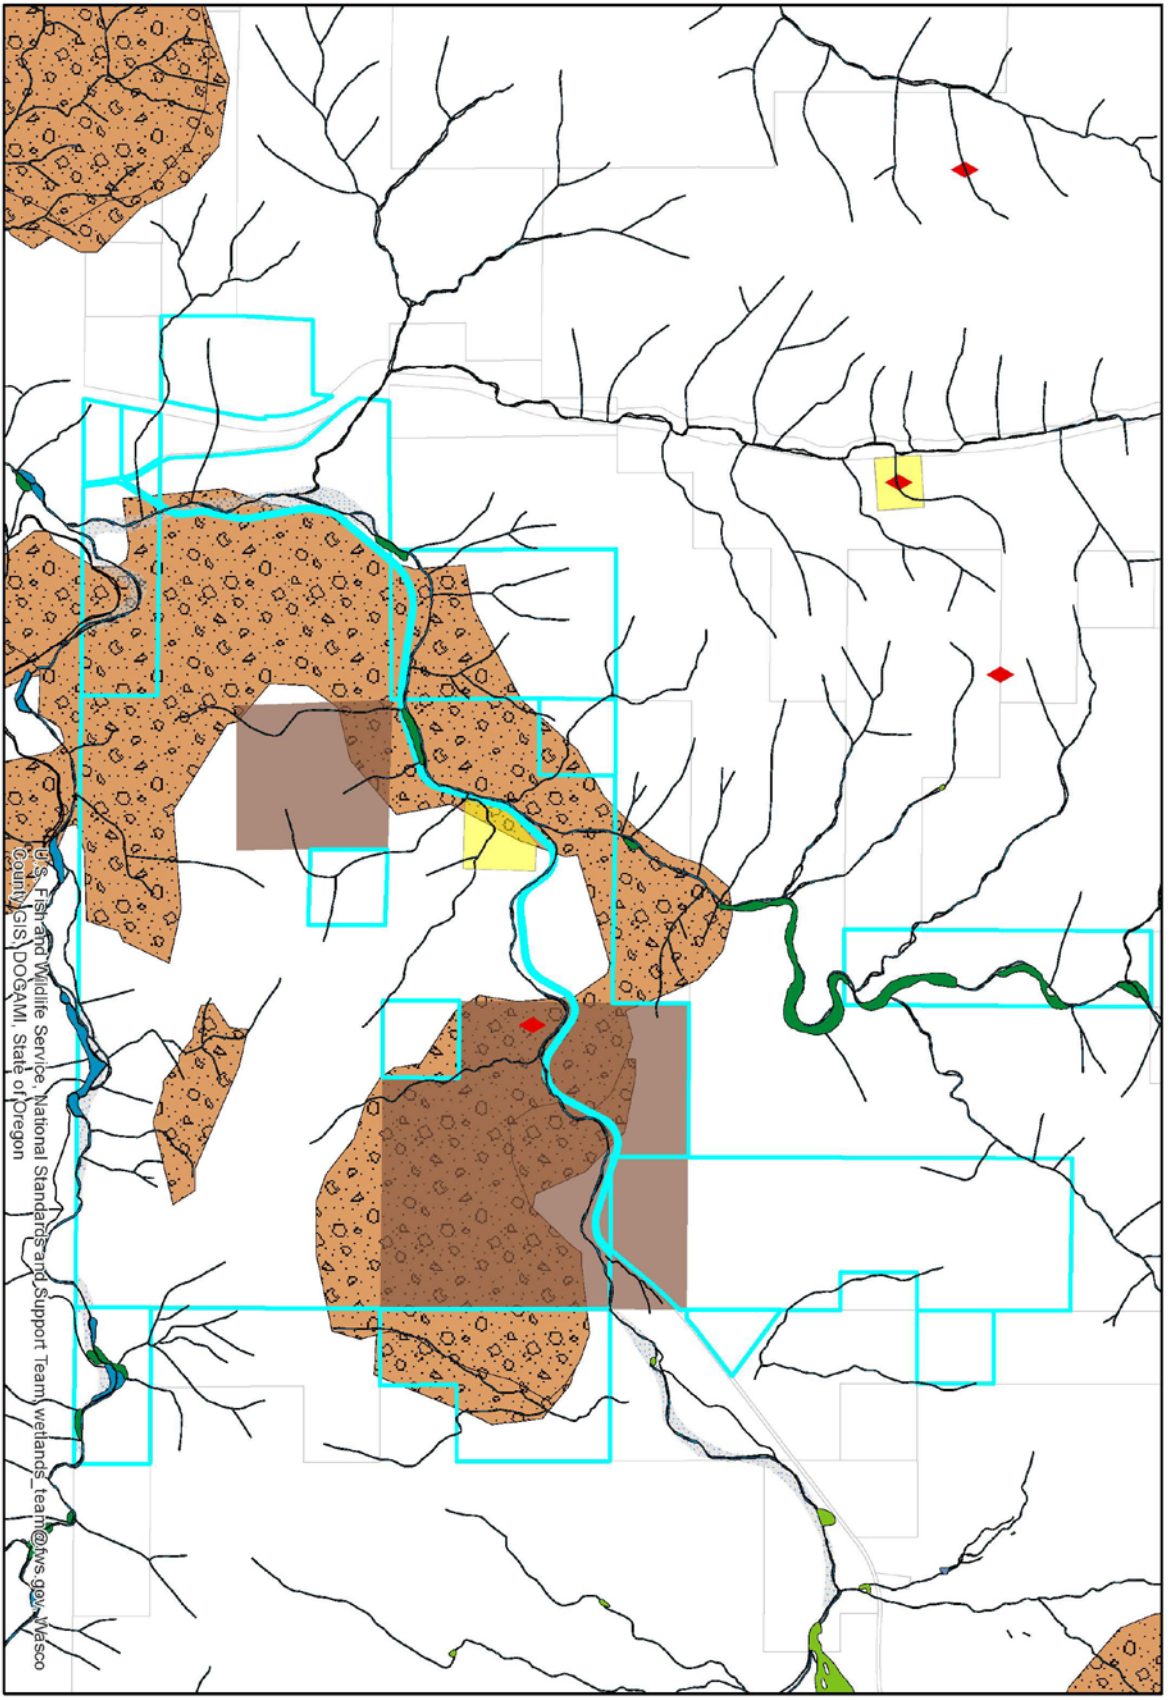 U.S. Fish and Wildlife Service, National Standards and Support Team, wetlands_team@fws.gov, Wasco
County GIS, DOGAMI, State of Oregon